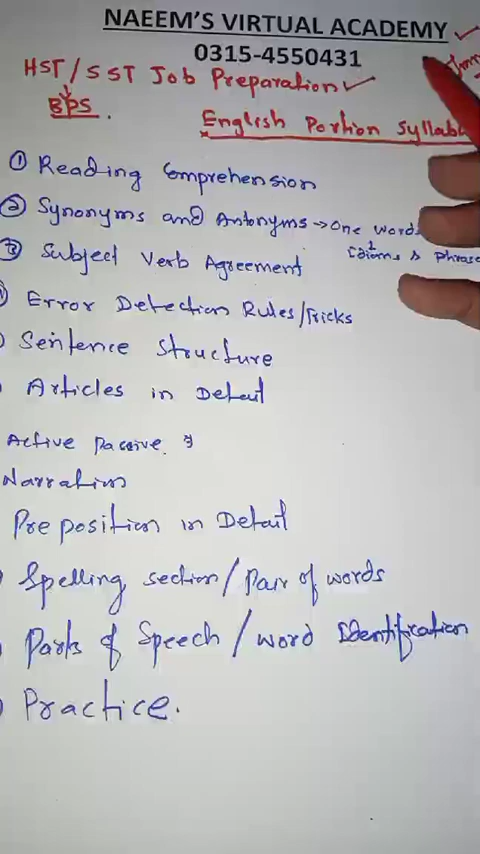 NAEEM'S VIRTUAL ACADEMY
0315-4550431
HST/SST Job Preparation
BPS.
English Portion Syllab
① Reading Comprehension
② Synonyms and Antonyms → One word
Idioms & Phrase
③ Subject Verb Agreement
Error Detection Rules/Tricks
Sentence Structure
Articles in Detail
Active Passive &
Narration
Preposition in Detail
Spelling section/Pair of words
Parts of Speech/word Identification
Practice.